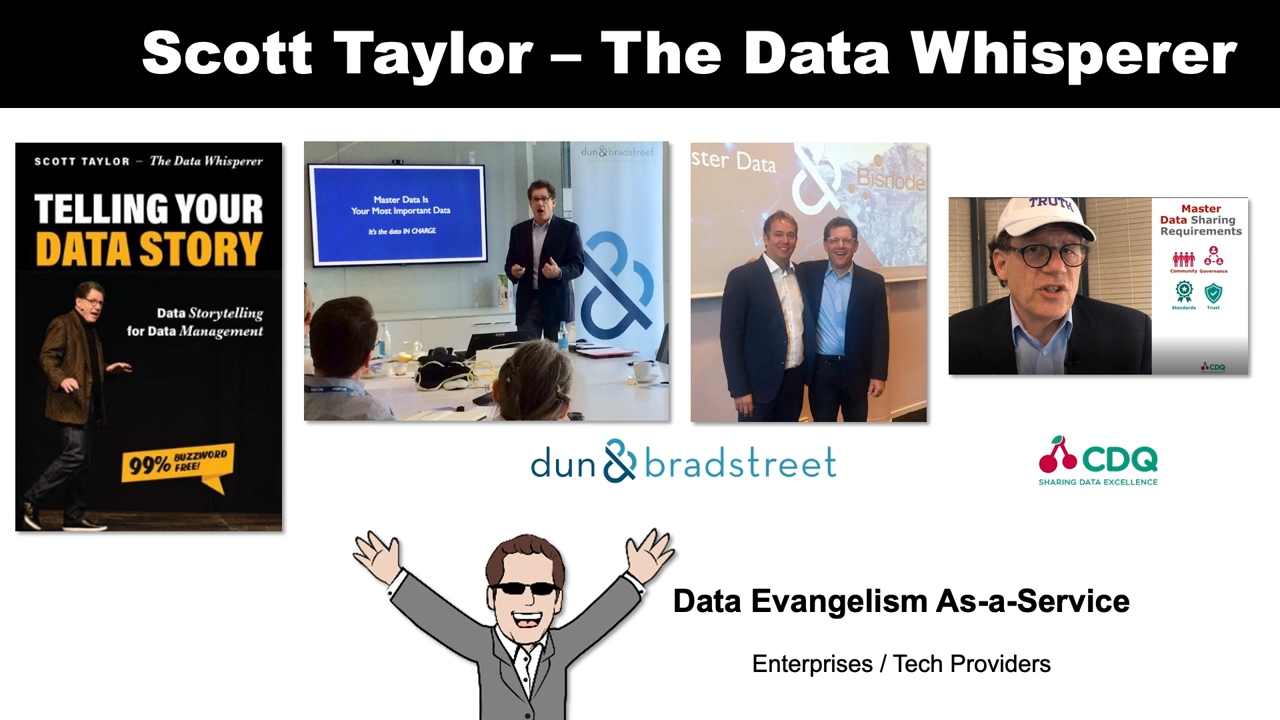 Scott Taylor – The Data Whisperer
SCOTT TAYLOR – The Data Whisperer
TELLING YOUR
DATA STORY
Data Storytelling
for Data Management
99% BUZZWORD
FREE!
dun&bradstreet
Master Data Is
Your Most Important Data
It's the data IN CHARGE
ster Data
Bisnode
TRUTH
Master
Data Sharing
Requirements
Community Governance
Standards Trust
CDQ
dun&bradstreet
CDQ
SHARING DATA EXCELLENCE
Data Evangelism As-a-Service
Enterprises / Tech Providers